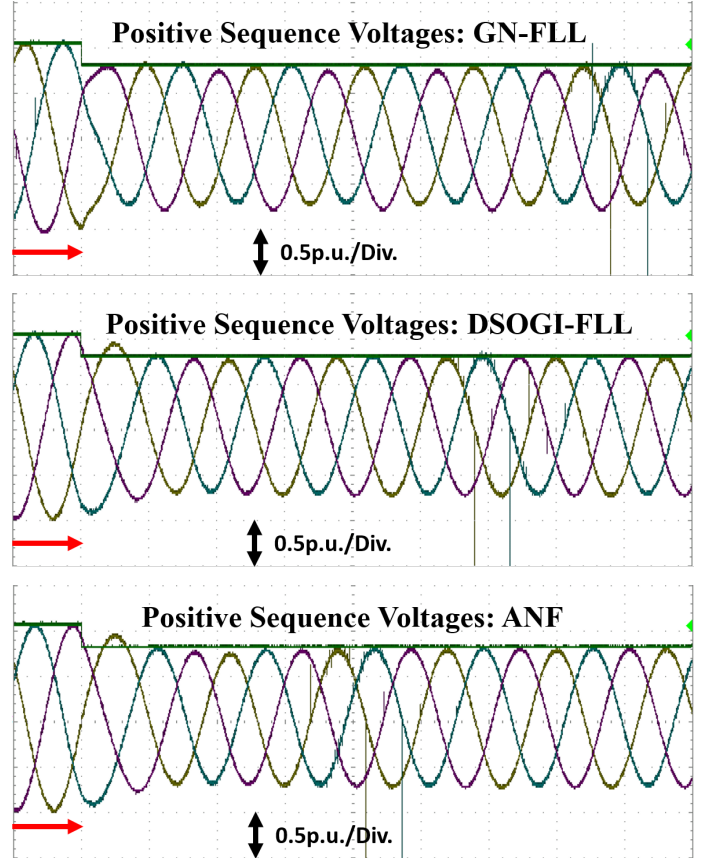 Positive Sequence Voltages: GN-FLL
0.5p.u./Div.
Positive Sequence Voltages: DSOGI-FLL
0.5p.u./Div.
Positive Sequence Voltages: ANF
0.5p.u./Div.